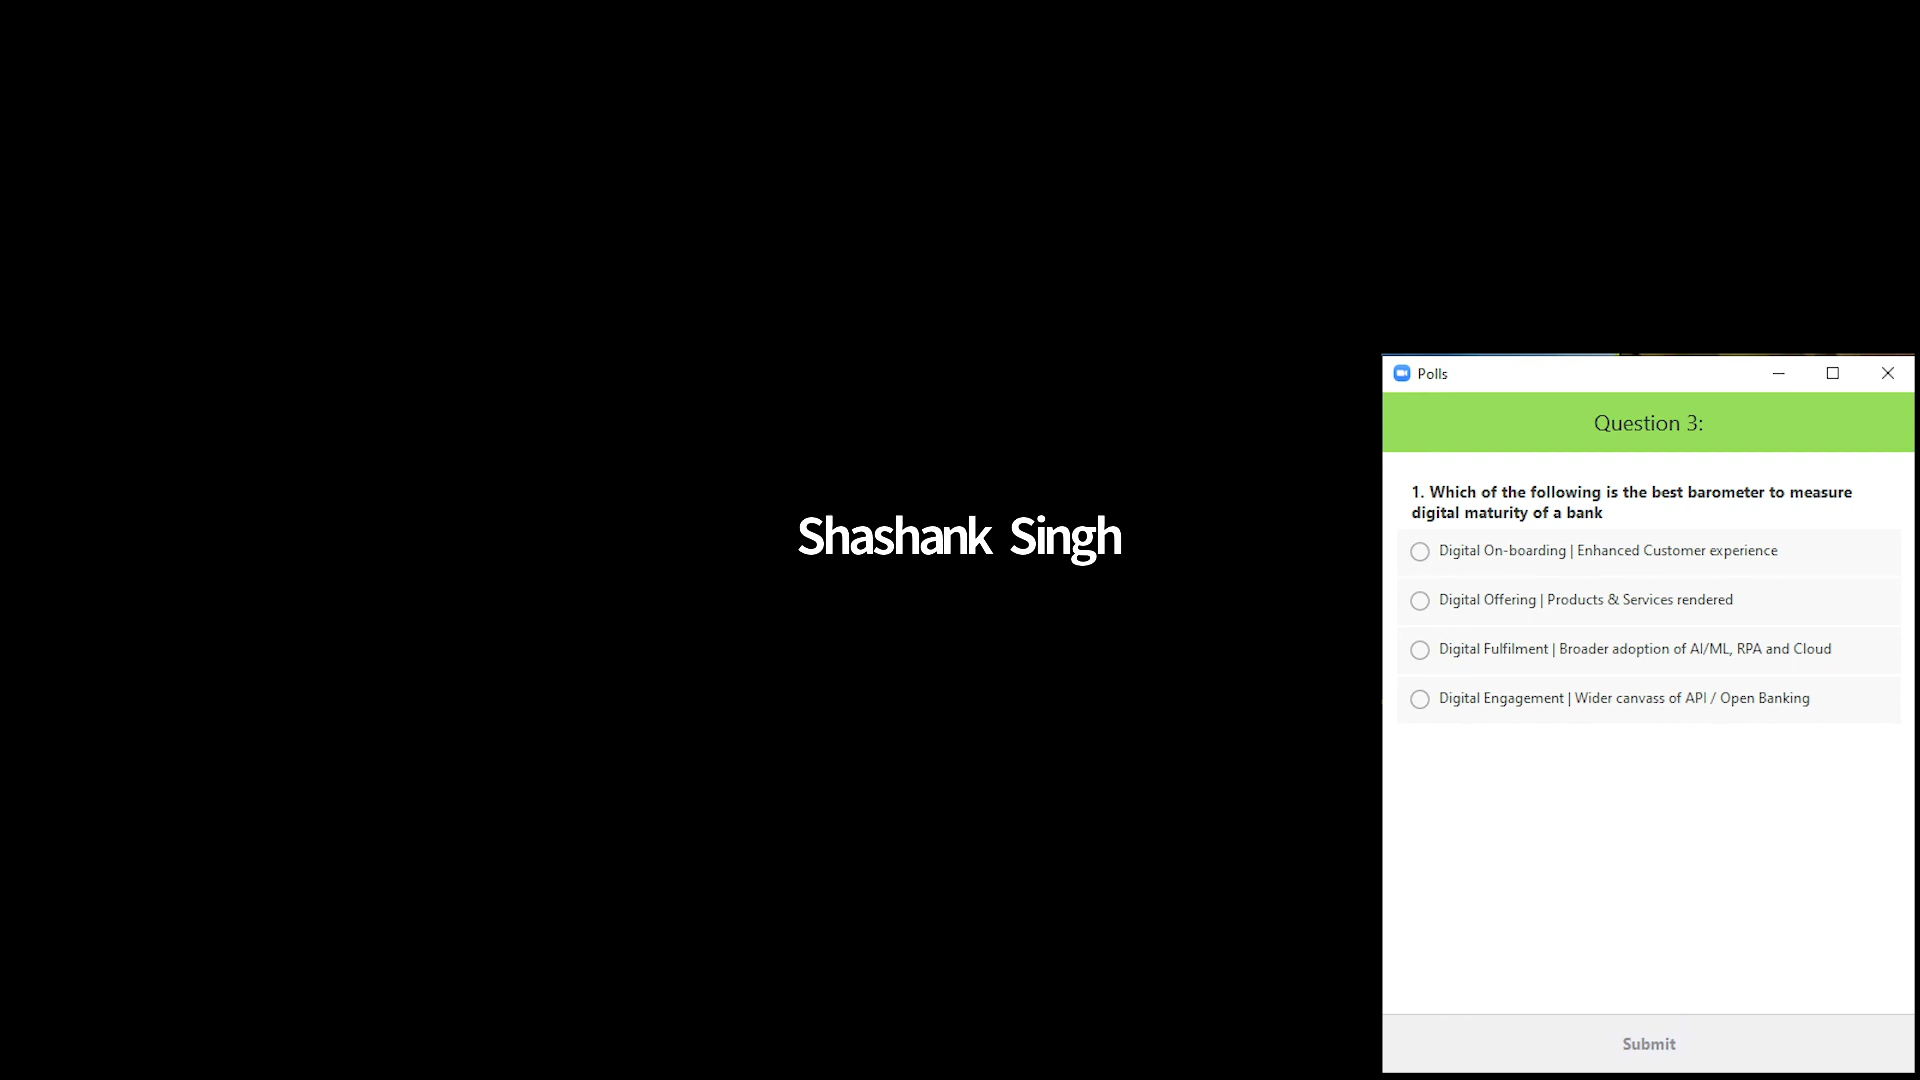 Shashank Singh
Polls
Question 3:
1. Which of the following is the best barometer to measure
digital maturity of a bank
Digital On-boarding | Enhanced Customer experience
Digital Offering | Products & Services rendered
Digital Fulfilment | Broader adoption of AI/ML, RPA and Cloud
Digital Engagement | Wider canvass of API / Open Banking
Submit